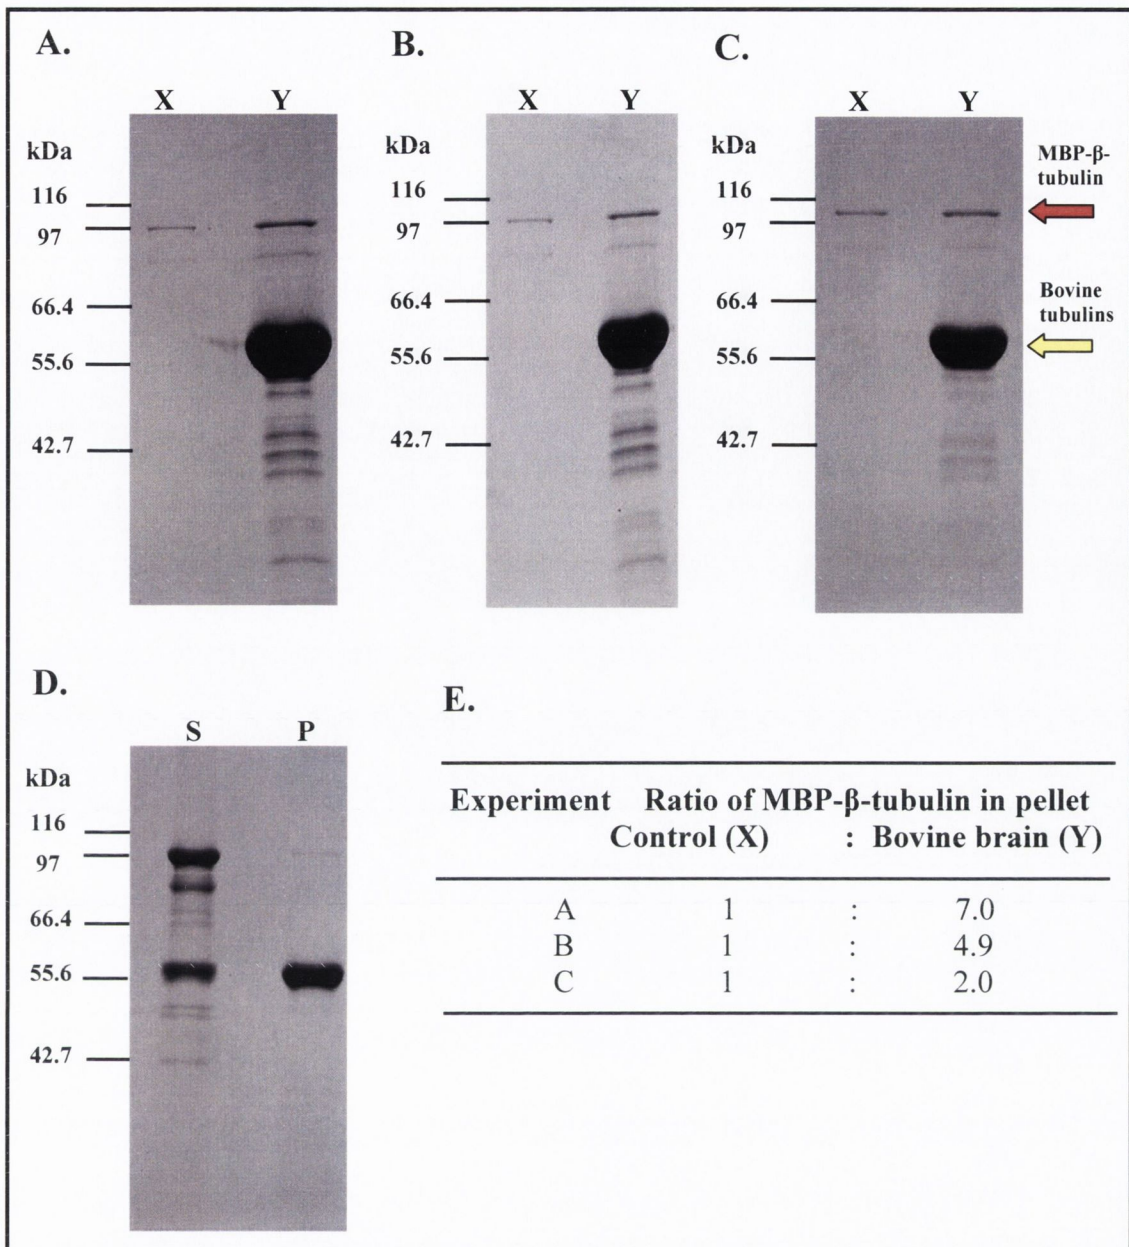 A.
X Y
kDa
116
97
66.4
55.6
42.7
B.
X Y
kDa
116
97
66.4
55.6
42.7
C.
X Y
kDa
116
97
66.4
55.6
42.7
MBP-β-
tubulin
Bovine
tubulins
D.
S P
kDa
116
97
66.4
55.6
42.7
E.
Experiment Ratio of MBP-β-tubulin in pellet
Control (X) : Bovine brain (Y)
A 1 : 7.0
B 1 : 4.9
C 1 : 2.0